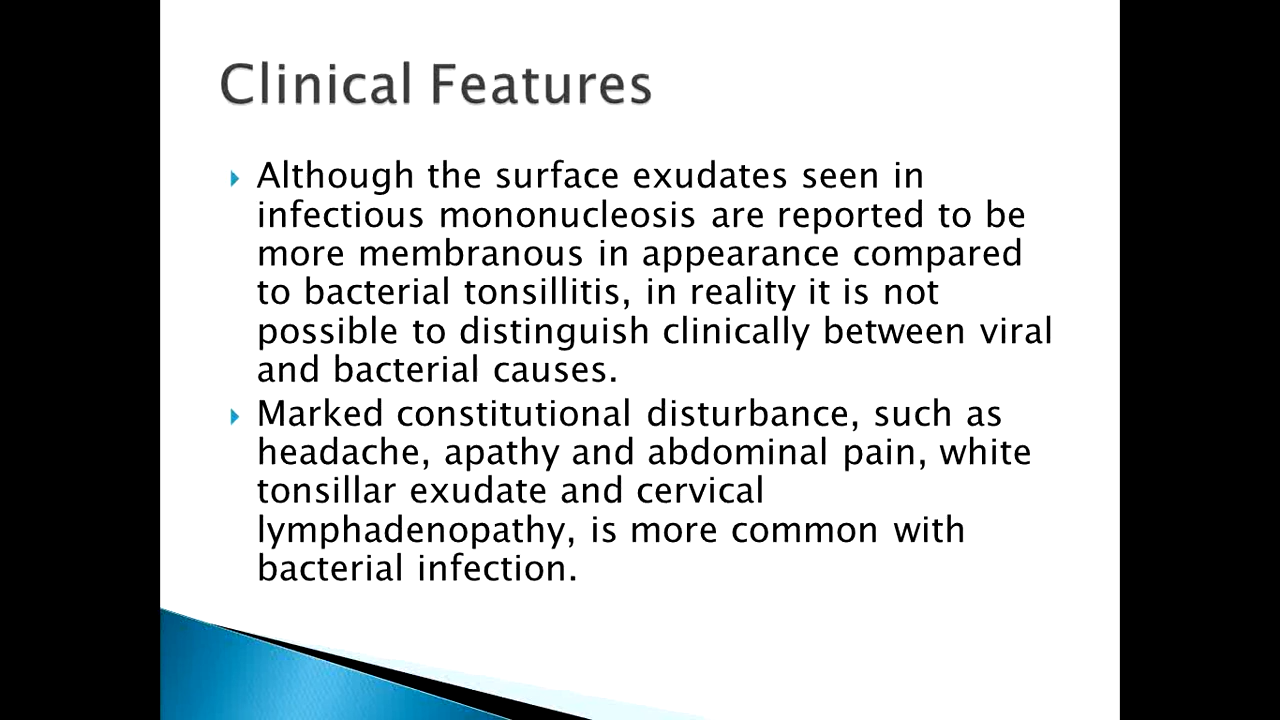 Clinical Features
Although the surface exudates seen in
infectious mononucleosis are reported to be
more membranous in appearance compared
to bacterial tonsillitis, in reality it is not
possible to distinguish clinically between viral
and bacterial causes.
Marked constitutional disturbance, such as
headache, apathy and abdominal pain, white
tonsillar exudate and cervical
lymphadenopathy, is more common with
bacterial infection.